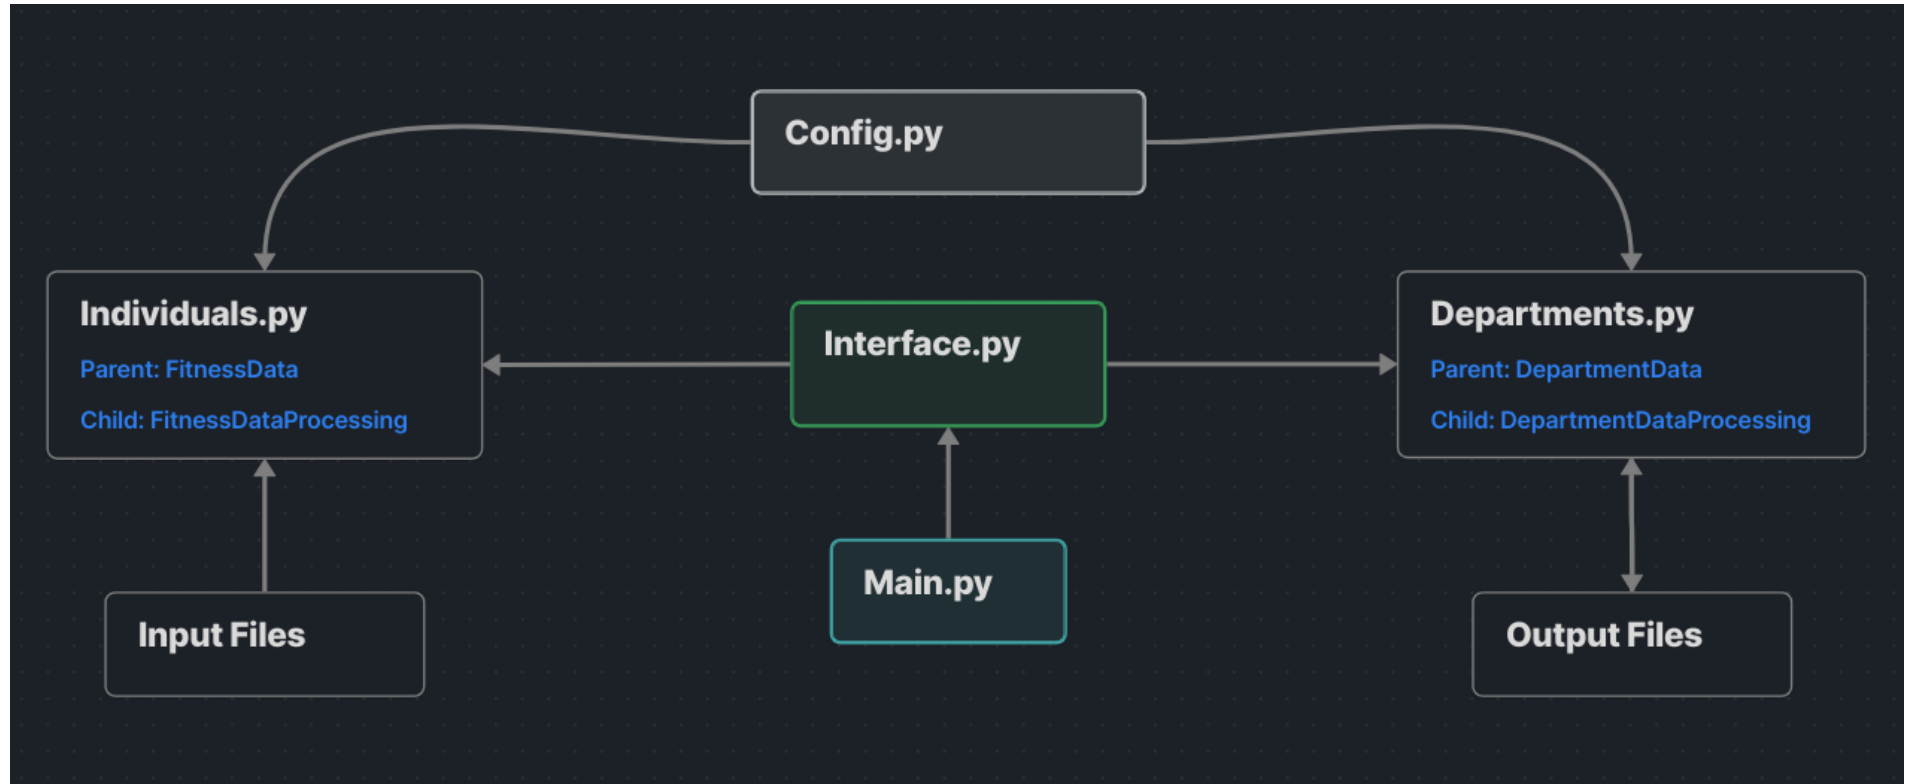 Config.py
Individuals.py
Parent: FitnessData
Child: FitnessDataProcessing
Interface.py
Departments.py
Parent: DepartmentData
Child: DepartmentDataProcessing
Main.py
Input Files
Output Files